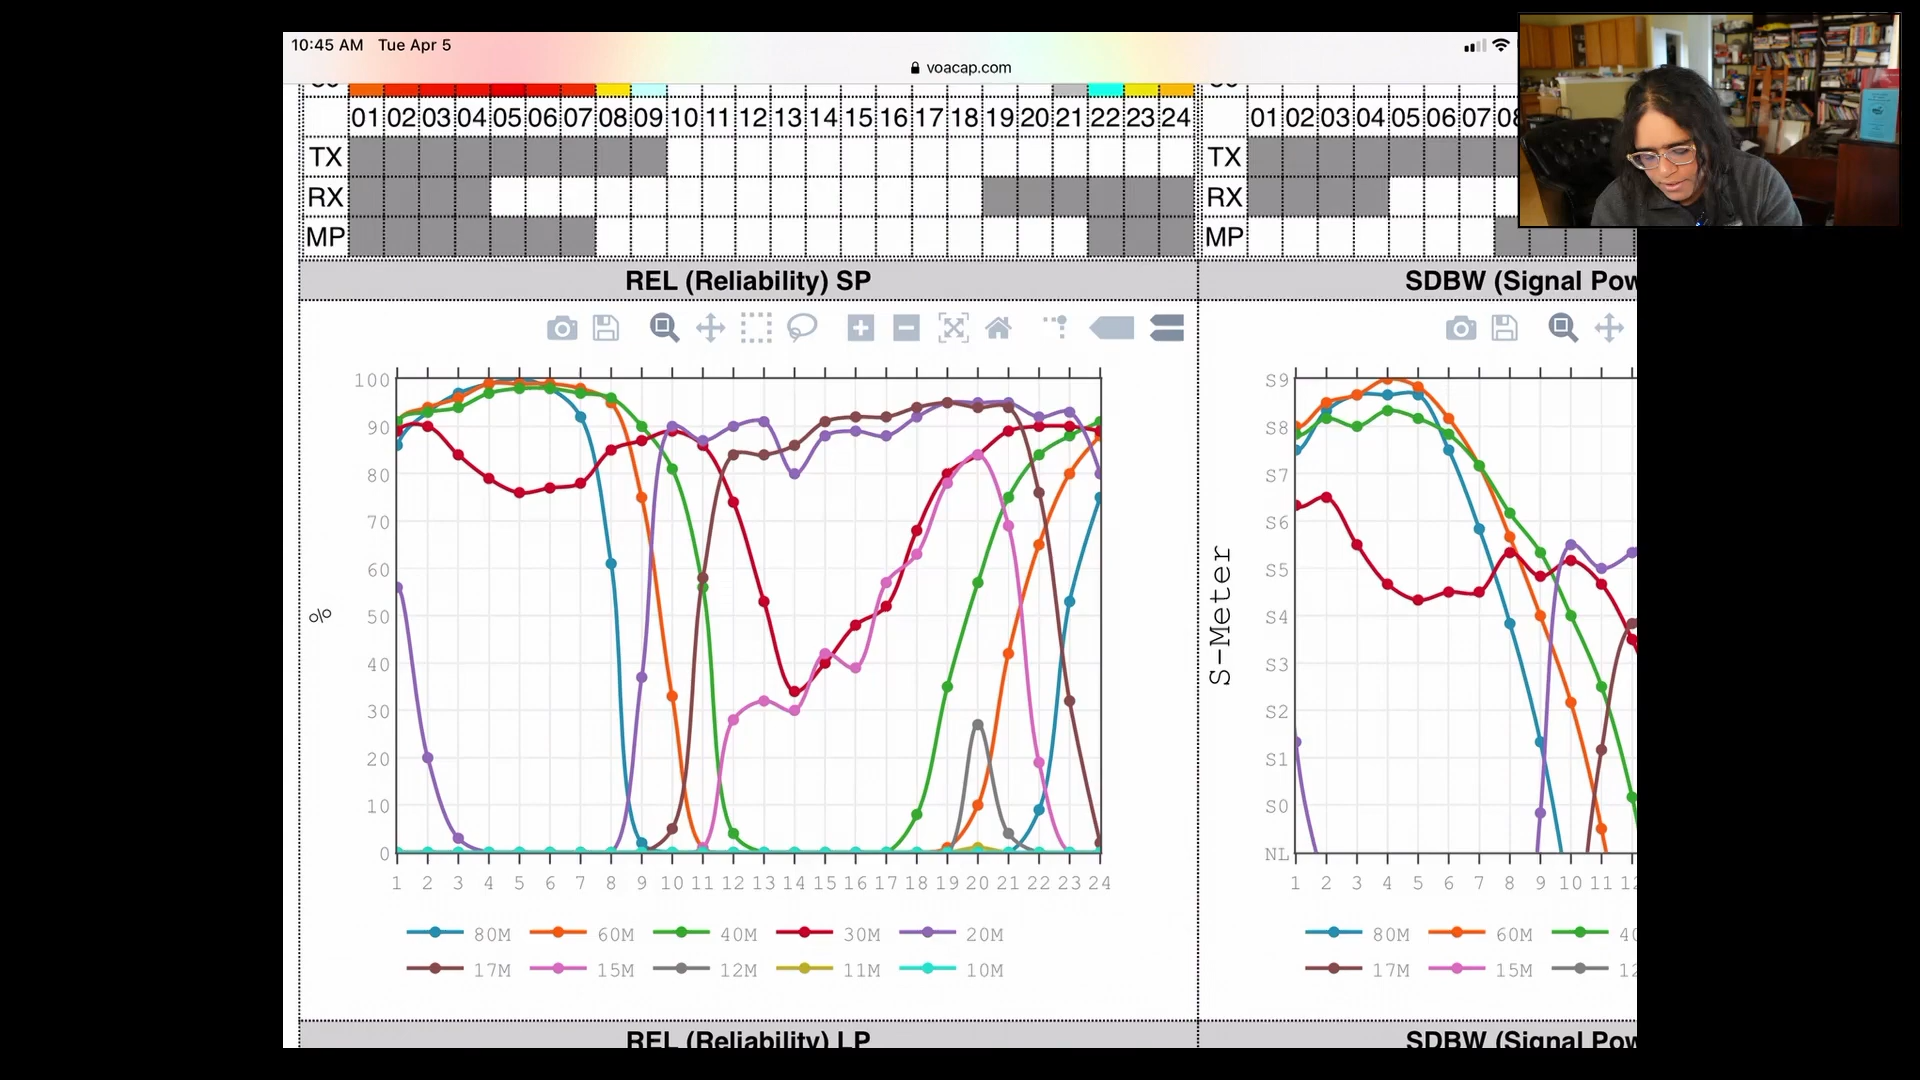 10:45 AM Tue Apr 5
voacap.com
01 02 03 04 05 06 07 08 09 10 11 12 13 14 15 16 17 18 19 20 21 22 23 24
TX
RX
MP
REL (Reliability) SP
100
90
80
70
60
50
40
30
20
10
0
%
1 2 3 4 5 6 7 8 9 10 11 12 13 14 15 16 17 18 19 20 21 22 23 24
80M 60M 40M 30M 20M
17M 15M 12M 11M 10M
REL (Reliability) LP
01 02 03 04 05 06 07 08
TX
RX
MP
SDBW (Signal Pow
S9
S8
S7
S6
S5
S4
S3
S2
S1
S0
NL
S-Meter
1 2 3 4 5 6 7 8 9 10 11 12
80M 60M 40
17M 15M 12
SDBW (Signal Pow